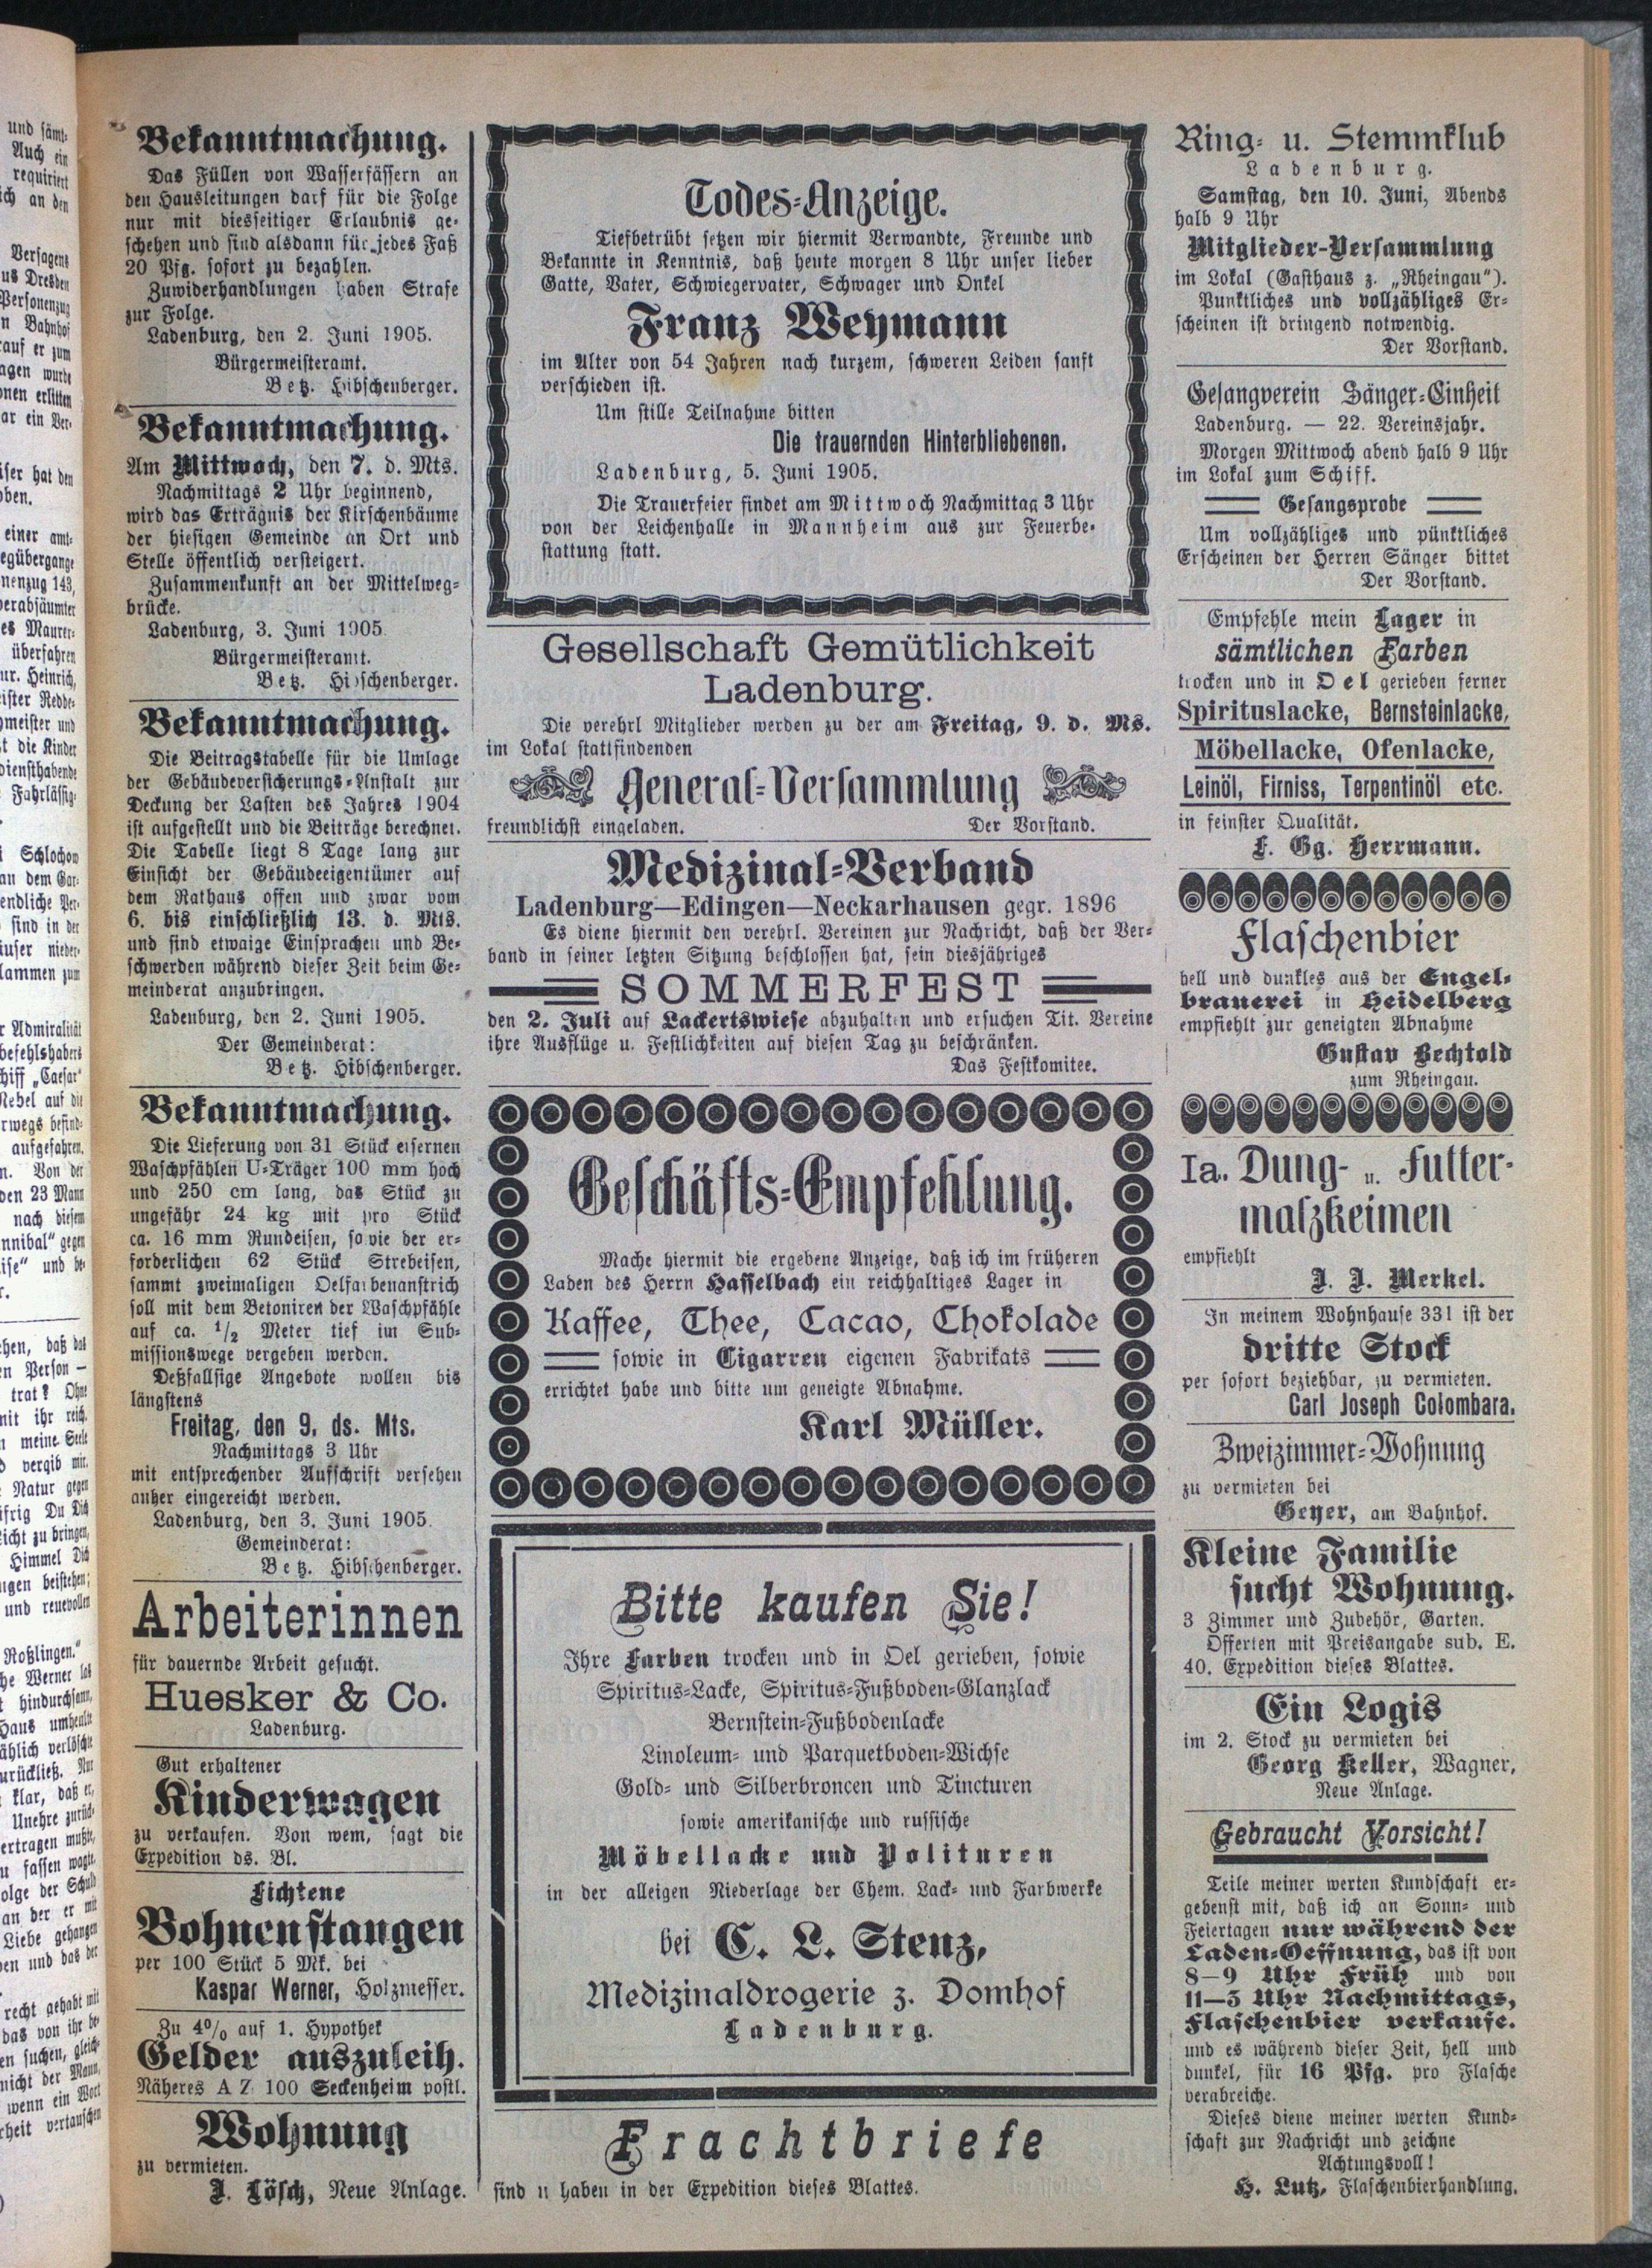 Bekanntmachung.
Das Füllen von Wasserfässern an
den Hausleitungen darf für die Folge
nur mit diesseitiger Erlaubnis ge-
schehen und sind alsdann für jedes Faß
20 Pfg. sofort zu bezahlen.
Zuwiderhandlungen haben Strafe
zur Folge.
Ladenburg, den 2. Juni 1905.
Bürgermeisteramt.
Betz. Hibschenberger.
Bekanntmachung.
Am Mittwoch, den 7. d. Mts.
Nachmittags 2 Uhr beginnend,
wird das Erträgnis der Kirschenbäume
der hiesigen Gemeinde an Ort und
Stelle öffentlich versteigert.
Zusammenkunft an der Mittelweg-
brücke.
Ladenburg, 3. Juni 1905
Bürgermeisteramt.
Betz. Hibschenberger.
Bekanntmachung.
Die Beitragstabelle für die Umlage
der Gebäudeversicherungs-Anstalt zur
Deckung der Lasten des Jahres 1904
ist aufgestellt und die Beiträge berechnet.
Die Tabelle liegt 8 Tage lang zur
Einsicht der Gebäudeeigentümer auf
dem Rathaus offen und zwar vom
6. bis einschließlich 13. d. Mts.
und sind etwaige Einsprachen und Be-
schwerden während dieser Zeit beim Ge-
meinderat anzubringen.
Ladenburg, den 2. Juni 1905.
Der Gemeinderat:
Betz. Hibschenberger.
Bekanntmachung.
Die Lieferung von 31 Stück eisernen
Waschpfählen U-Träger 100 mm hoch
und 250 cm lang, das Stück zu
ungefähr 24 kg mit pro Stück
ca. 16 mm Rundeisen, sowie der er-
forderlichen 62 Stück Strebeisen,
sammt zweimaligen Oelfarbenanstrich
soll mit dem Betoniren der Waschpfähle
auf ca. 1/2 Meter tief im Sub-
missionswege vergeben werden.
Deßfallsige Angebote wollen bis
längstens
Freitag, den 9. ds. Mts.
Nachmittags 3 Uhr
mit entsprechender Aufschrift versehen
anher eingereicht werden.
Ladenburg, den 3. Juni 1905.
Gemeinderat:
Betz. Hibschenberger.
Arbeiterinnen
für dauernde Arbeit gesucht.
Huesker & Co.
Ladenburg.
Gut erhaltener
Kinderwagen
zu verkaufen. Von wem, sagt die
Expedition ds. Bl.
Fichtene
Bohnenstangen
per 100 Stück 5 Mk. bei
Kaspar Werner, Holzmesser.
Zu 4% auf 1. Hypothek
Gelder auszuleih.
Näheres A Z 100 Seckenheim postl.
Wohnung
zu vermieten.
J. Lösch, Neue Anlage.
Todes-Anzeige.
Tiefbetrübt setzen wir hiermit Verwandte, Freunde und
Bekannte in Kenntnis, daß heute morgen 8 Uhr unser lieber
Gatte, Vater, Schwiegervater, Schwager und Onkel
Franz Weymann
im Alter von 54 Jahren nach kurzem, schweren Leiden sanft
verschieden ist.
Um stille Teilnahme bitten
Die trauernden Hinterbliebenen.
Ladenburg, 5. Juni 1905.
Die Trauerfeier findet am Mittwoch Nachmittag 3 Uhr
von der Leichenhalle in Mannheim aus zur Feuerbe-
stattung statt.
Gesellschaft Gemütlichkeit
Ladenburg.
Die verehrl Mitglieder werden zu der am Freitag, 9. d. Ms.
im Lokal stattfindenden
General-Versammlung
freundlichst eingeladen. Der Vorstand.
Medizinal-Verband
Ladenburg—Edingen—Neckarhausen gegr. 1896
Es diene hiermit den verehrl. Vereinen zur Nachricht, daß der Ver-
band in seiner letzten Sitzung beschlossen hat, sein diesjähriges
SOMMERFEST
den 2. Juli auf Lackertswiese abzuhalten und ersuchen Tit. Vereine
ihre Ausflüge u. Festlichkeiten auf diesen Tag zu beschränken.
Das Festkomitee.
Geschäfts-Empfehlung.
Mache hiermit die ergebene Anzeige, daß ich im früheren
Laden des Herrn Hasselbach ein reichhaltiges Lager in
Kaffee, Thee, Cacao, Chokolade
sowie in Cigarren eigenen Fabrikats
errichtet habe und bitte um geneigte Abnahme.
Karl Müller.
Bitte kaufen Sie!
Ihre Farben trocken und in Oel gerieben, sowie
Spiritus-Lacke, Spiritus-Fußboden-Glanzlack
Bernstein-Fußbodenlacke
Linoleum- und Parquetboden-Wichse
Gold- und Silberbroncen und Tincturen
sowie amerikanische und russische
Möbellacke und Polituren
in der alleigen Niederlage der Chem. Lack- und Farbwerke
bei C. L. Stenz,
Medizinaldrogerie z. Domhof
Ladenburg.
Frachtbriefe
sind u haben in der Expedition dieses Blattes.
Ring- u. Stemmklub
Ladenburg.
Samstag, den 10. Juni, Abends
halb 9 Uhr
Mitglieder-Versammlung
im Lokal (Gasthaus z. „Rheingau“).
Punktliches und vollzähliges Er-
scheinen ist dringend notwendig.
Der Vorstand.
Gesangverein Sänger-Einheit
Ladenburg. — 22. Vereinsjahr.
Morgen Mittwoch abend halb 9 Uhr
im Lokal zum Schiff.
Gesangsprobe
Um vollzähliges und pünktliches
Erscheinen der Herren Sänger bittet
Der Vorstand.
Empfehle mein Lager in
sämtlichen Farben
trocken und in Oel gerieben ferner
Spirituslacke, Bernsteinlacke,
Möbellacke, Ofenlacke,
Leinöl, Firniss, Terpentinöl etc.
in feinster Qualität.
F. Gg. Herrmann.
Flaschenbier
hell und dunkles aus der Engel-
brauerei in Heidelberg
empfiehlt zur geneigten Abnahme
Gustav Bechtold
zum Rheingau.
Ia. Dung- u. Futter-
malzkeimen
empfiehlt
J. J. Merkel.
In meinem Wohnhause 331 ist der
dritte Stock
per sofort beziehbar, zu vermieten.
Carl Joseph Colombara.
Zweizimmer-Wohnung
zu vermieten bei
Geyer, am Bahnhof.
Kleine Familie
sucht Wohnung.
3 Zimmer und Zubehör, Garten.
Offerten mit Preisangabe sub. E.
40. Expedition dieses Blattes.
Ein Logis
im 2. Stock zu vermieten bei
Georg Keller, Wagner,
Neue Anlage.
Gebraucht Vorsicht!
Teile meiner werten Kundschaft er-
gebenst mit, daß ich an Sonn- und
Feiertagen nur während der
Laden-Oeffnung, das ist von
8—9 Uhr Früh und von
11—3 Uhr Nachmittags,
Flaschenbier verkaufe.
und es während dieser Zeit, hell und
dunkel, für 16 Pfg. pro Flasche
verabreiche.
Dieses diene meiner werten Kund-
schaft zur Nachricht und zeichne
Achtungsvoll!
H. Lutz, Flaschenbierhandlung.